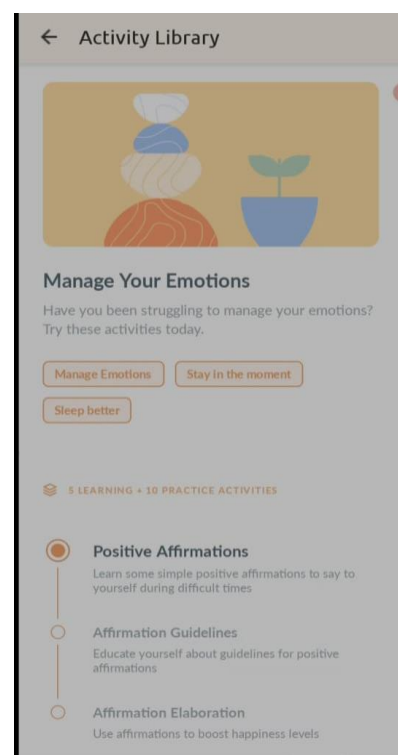 Activity Library
Manage Your Emotions
Have you been struggling to manage your emotions?
Try these activities today.
Manage Emotions
Stay in the moment
Sleep better
5 LEARNING + 10 PRACTICE ACTIVITIES
Positive Affirmations
Learn some simple positive affirmations to say to
yourself during difficult times
Affirmation Guidelines
Educate yourself about guidelines for positive
affirmations
Affirmation Elaboration
Use affirmations to boost happiness levels